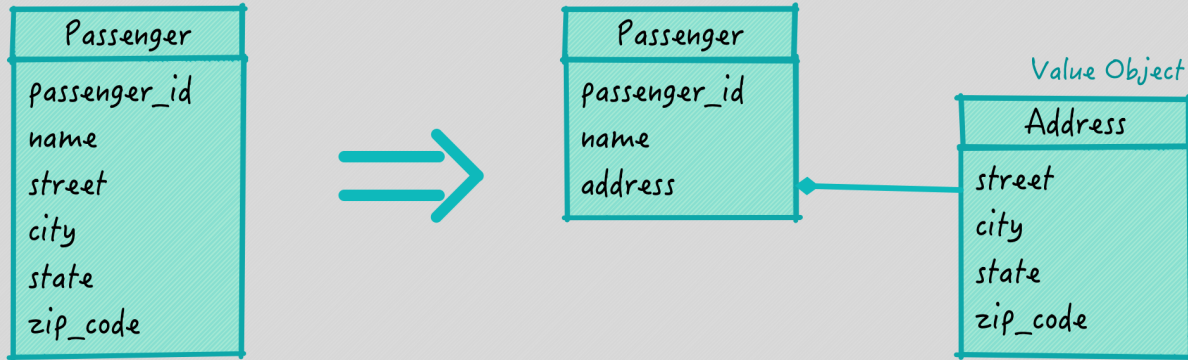 Passenger
passenger_id
name
street
city
state
zip_code
Passenger
passenger_id
name
address
Value Object
Address
street
city
state
zip_code